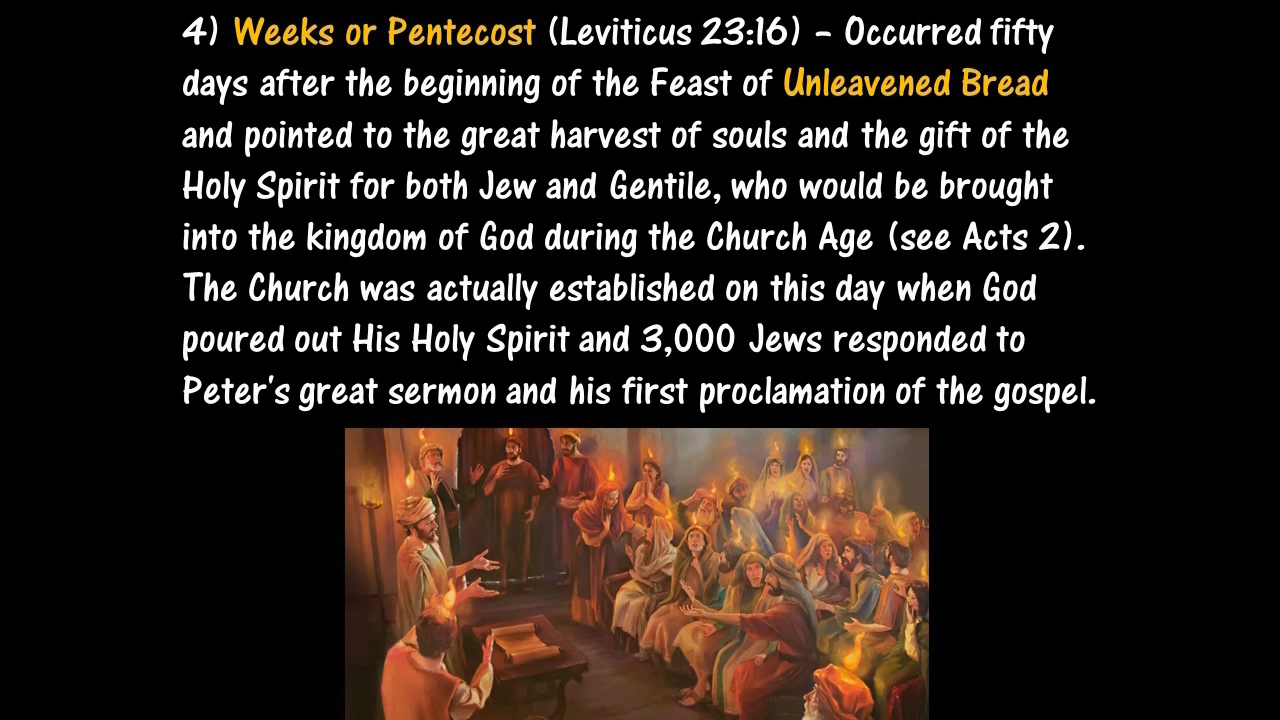 4) Weeks or Pentecost (Leviticus 23:16) – Occurred fifty
days after the beginning of the Feast of Unleavened Bread
and pointed to the great harvest of souls and the gift of the
Holy Spirit for both Jew and Gentile, who would be brought
into the kingdom of God during the Church Age (see Acts 2).
The Church was actually established on this day when God
poured out His Holy Spirit and 3,000 Jews responded to
Peter's great sermon and his first proclamation of the gospel.